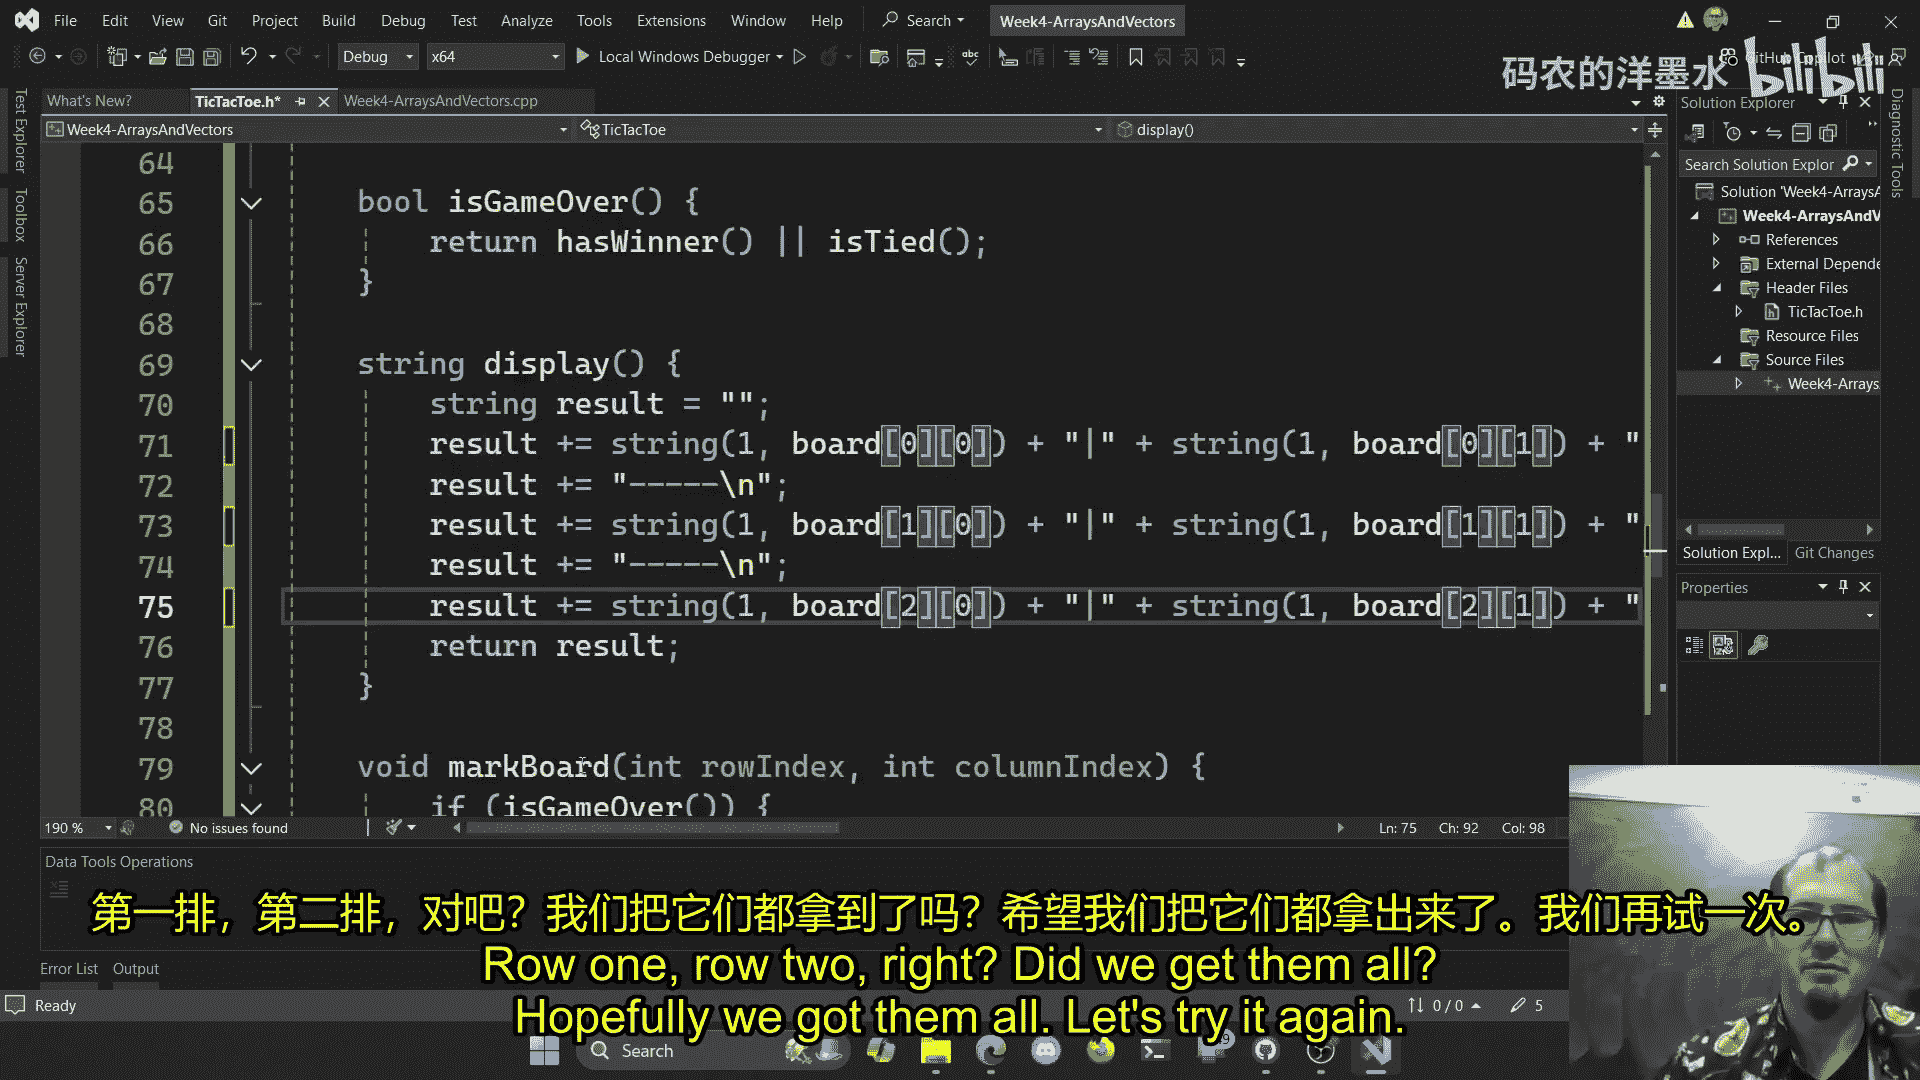 File Edit View Git Project Build Debug Test Analyze Tools Extensions Window Help Search Week4-ArraysAndVectors
Debug x64 Local Windows Debugger GitHub Copilot
码农的洋墨水 bilibili
What's New? TicTacToe.h* Week4-ArraysAndVectors.cpp
Week4-ArraysAndVectors TicTacToe display()
Test Explorer
Toolbox
Server Explorer
64
65 bool isGameOver() {
66 return hasWinner() || isTied();
67 }
68
69 string display() {
70 string result = "";
71 result += string(1, board[0][0]) + "|" + string(1, board[0][1]) + "
72 result += "-----\n";
73 result += string(1, board[1][0]) + "|" + string(1, board[1][1]) + "
74 result += "-----\n";
75 result += string(1, board[2][0]) + "|" + string(1, board[2][1]) + "
76 return result;
77 }
78
79 void markBoard(int rowIndex, int columnIndex) {
80 if (isGameOver()) {
190 % No issues found Ln: 75 Ch: 92 Col: 98
Solution Explorer
Search Solution Explor
Solution 'Week4-ArraysA
Week4-ArraysAndV
References
External Depende
Header Files
TicTacToe.h
Resource Files
Source Files
Week4-Arrays
Solution Expl... Git Changes
Properties
Diagnostic Tools
Data Tools Operations
第一排，第二排，对吧？我们把它们都拿到了吗？希望我们把它们都拿出来了。我们再试一次。
Row one, row two, right? Did we get them all?
Hopefully we got them all. Let's try it again.
Error List Output
Ready 0 / 0 5
Search